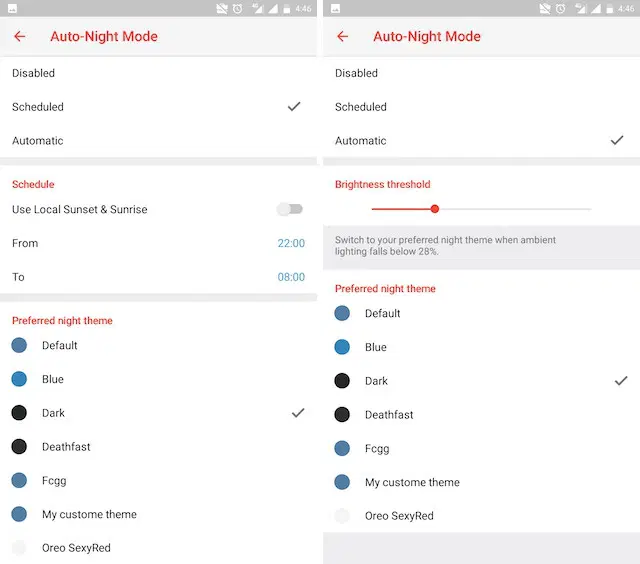 4G 4:46
Auto-Night Mode
Disabled
Scheduled
Automatic
Schedule
Use Local Sunset & Sunrise
From 22:00
To 08:00
Preferred night theme
Default
Blue
Dark
Deathfast
Fcgg
My custome theme
Oreo SexyRed
4G 4:46
Auto-Night Mode
Disabled
Scheduled
Automatic
Brightness threshold
Switch to your preferred night theme when ambient
lighting falls below 28%.
Preferred night theme
Default
Blue
Dark
Deathfast
Fcgg
My custome theme
Oreo SexyRed